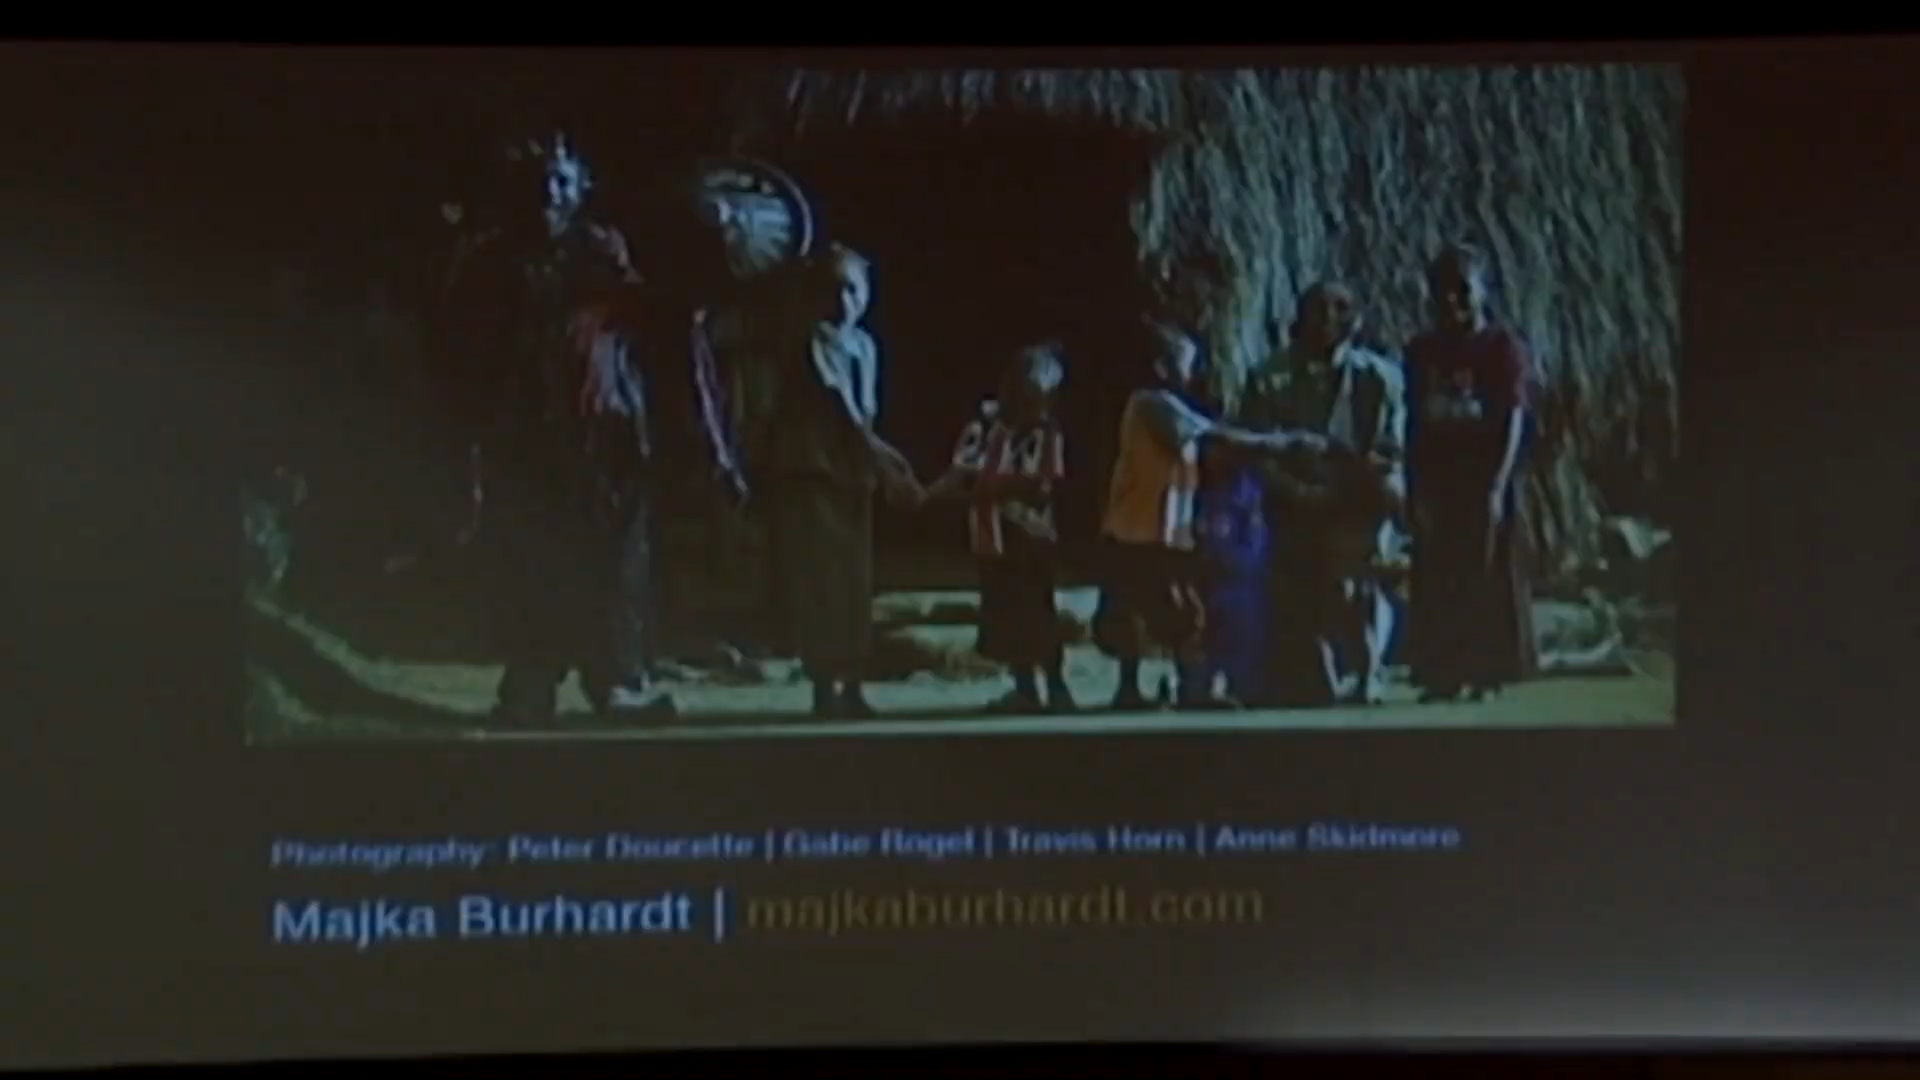 Photography: Peter Doucette | Gabe Rogel | Travis Horn | Anne Skidmore
Majka Burhardt | majkaburhardt.com